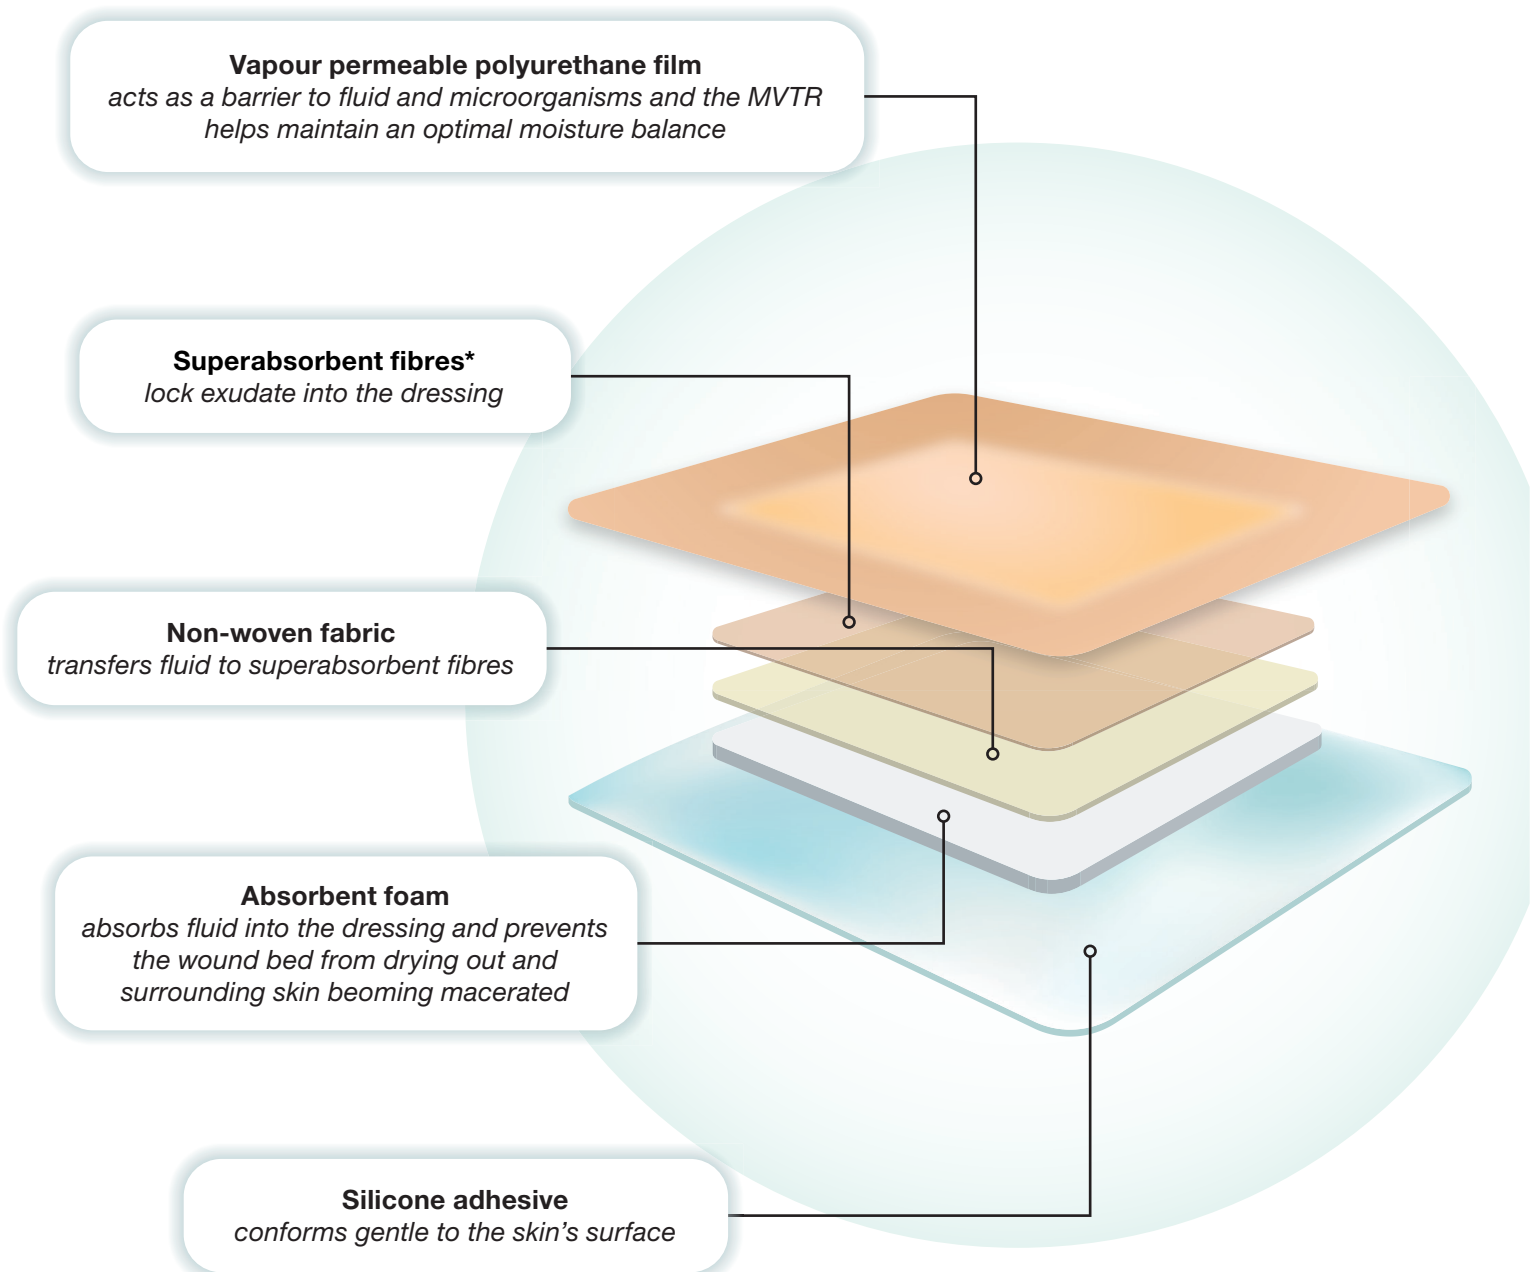 Vapour permeable polyurethane film
acts as a barrier to fluid and microorganisms and the MVTR
helps maintain an optimal moisture balance
Superabsorbent fibres*
lock exudate into the dressing
Non-woven fabric
transfers fluid to superabsorbent fibres
Absorbent foam
absorbs fluid into the dressing and prevents
the wound bed from drying out and
surrounding skin beoming macerated
Silicone adhesive
conforms gentle to the skin’s surface